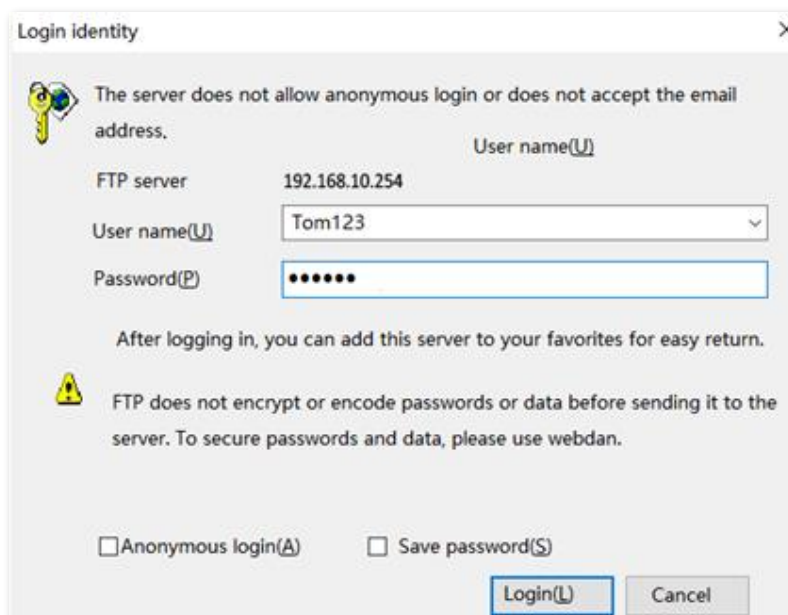 Login identity
The server does not allow anonymous login or does not accept the email
address.
User name(U)
FTP server 192.168.10.254
User name(U) Tom123
Password(P) ●●●●●●
After logging in, you can add this server to your favorites for easy return.
FTP does not encrypt or encode passwords or data before sending it to the
server. To secure passwords and data, please use webdan.
Anonymous login(A) Save password(S)
Login(L) Cancel